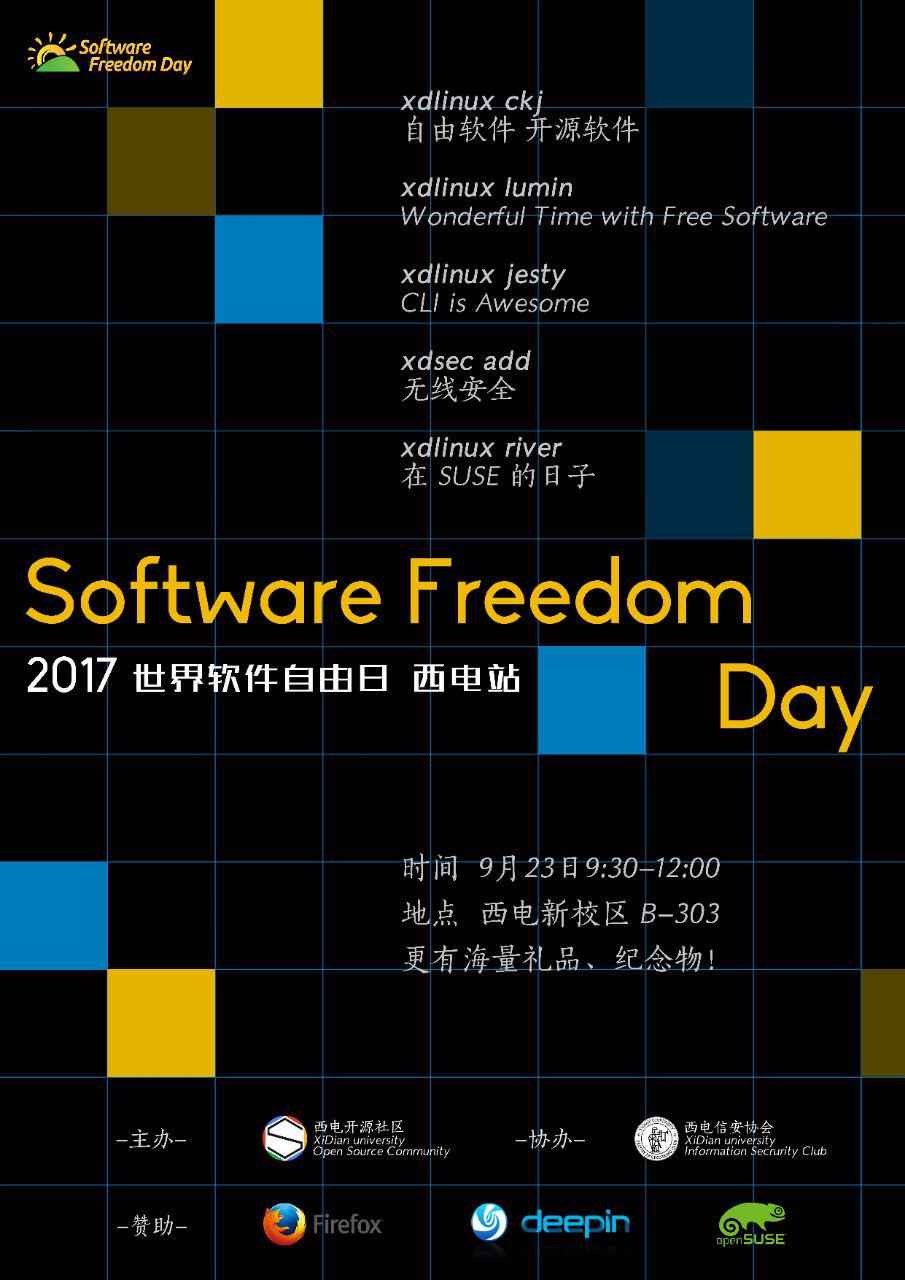 Software
Freedom Day
xdlinux ckj
自由软件 开源软件
xdlinux lumin
Wonderful Time with Free Software
xdlinux jesty
CLI is Awesome
xdsec add
无线安全
xdlinux river
在 SUSE 的日子
Software Freedom
2017 世界软件自由日 西电站
Day
时间 9月23日9:30-12:00
地点 西电新校区 B-303
更有海量礼品、纪念物!
-主办-
西电开源社区
XiDian university
Open Source Community
-协办-
西电信安协会
XiDian university
Information Secrurity Club
-赞助-
Firefox
deepin
openSUSE